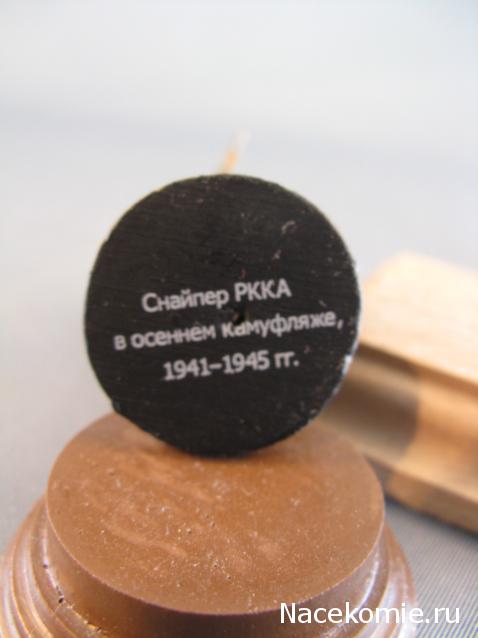 Снайпер РККА
в осеннем камуфляже,
1941–1945 гг.
Nacekomie.ru